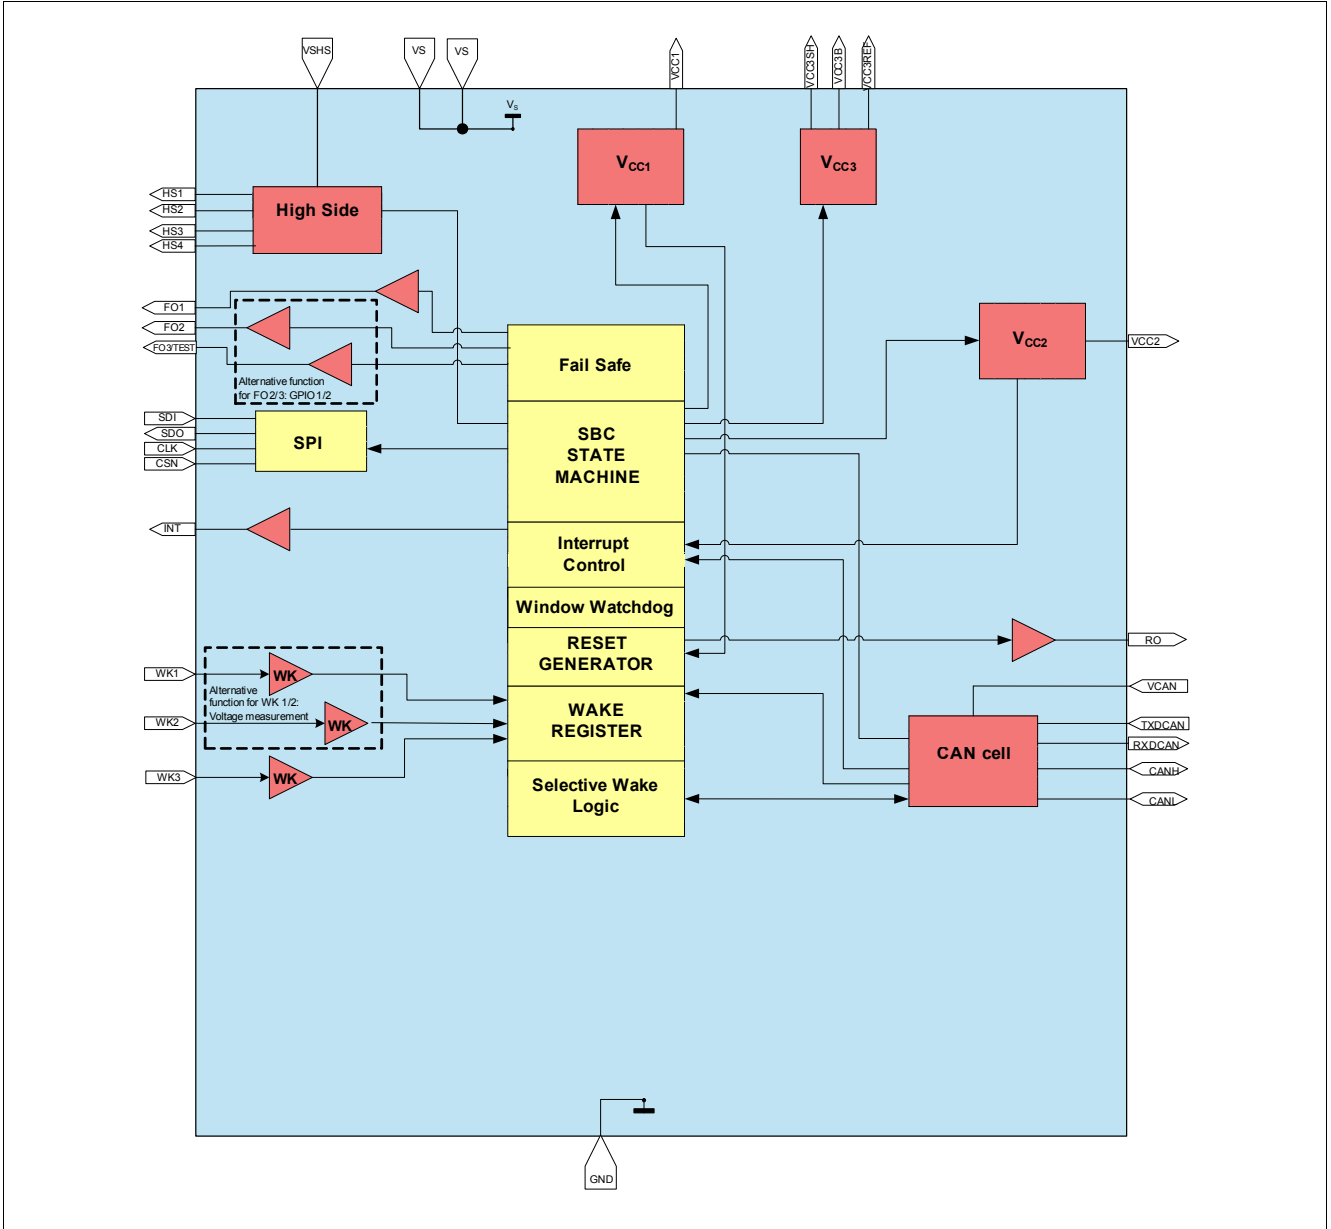 VSHS
VS
VS
VCC1
VCC3SH
VCC3B
VCC3REF
VS
VCC1
VCC3
HS1
HS2
HS3
HS4
High Side
FO1
FO2
FO3/TEST
Alternative function
for FO2/3: GPIO1/2
Fail Safe
VCC2
VCC2
SDI
SDO
CLK
CSN
SPI
SBC
STATE
MACHINE
INT
Interrupt
Control
Window Watchdog
RESET
GENERATOR
RO
WK1
WK
Alternative
function for WK 1/2:
Voltage measurement
WK2
WK
WK3
WK
WAKE
REGISTER
Selective Wake
Logic
VCAN
TXDCAN
RXDCAN
CANH
CANL
CAN cell
GND